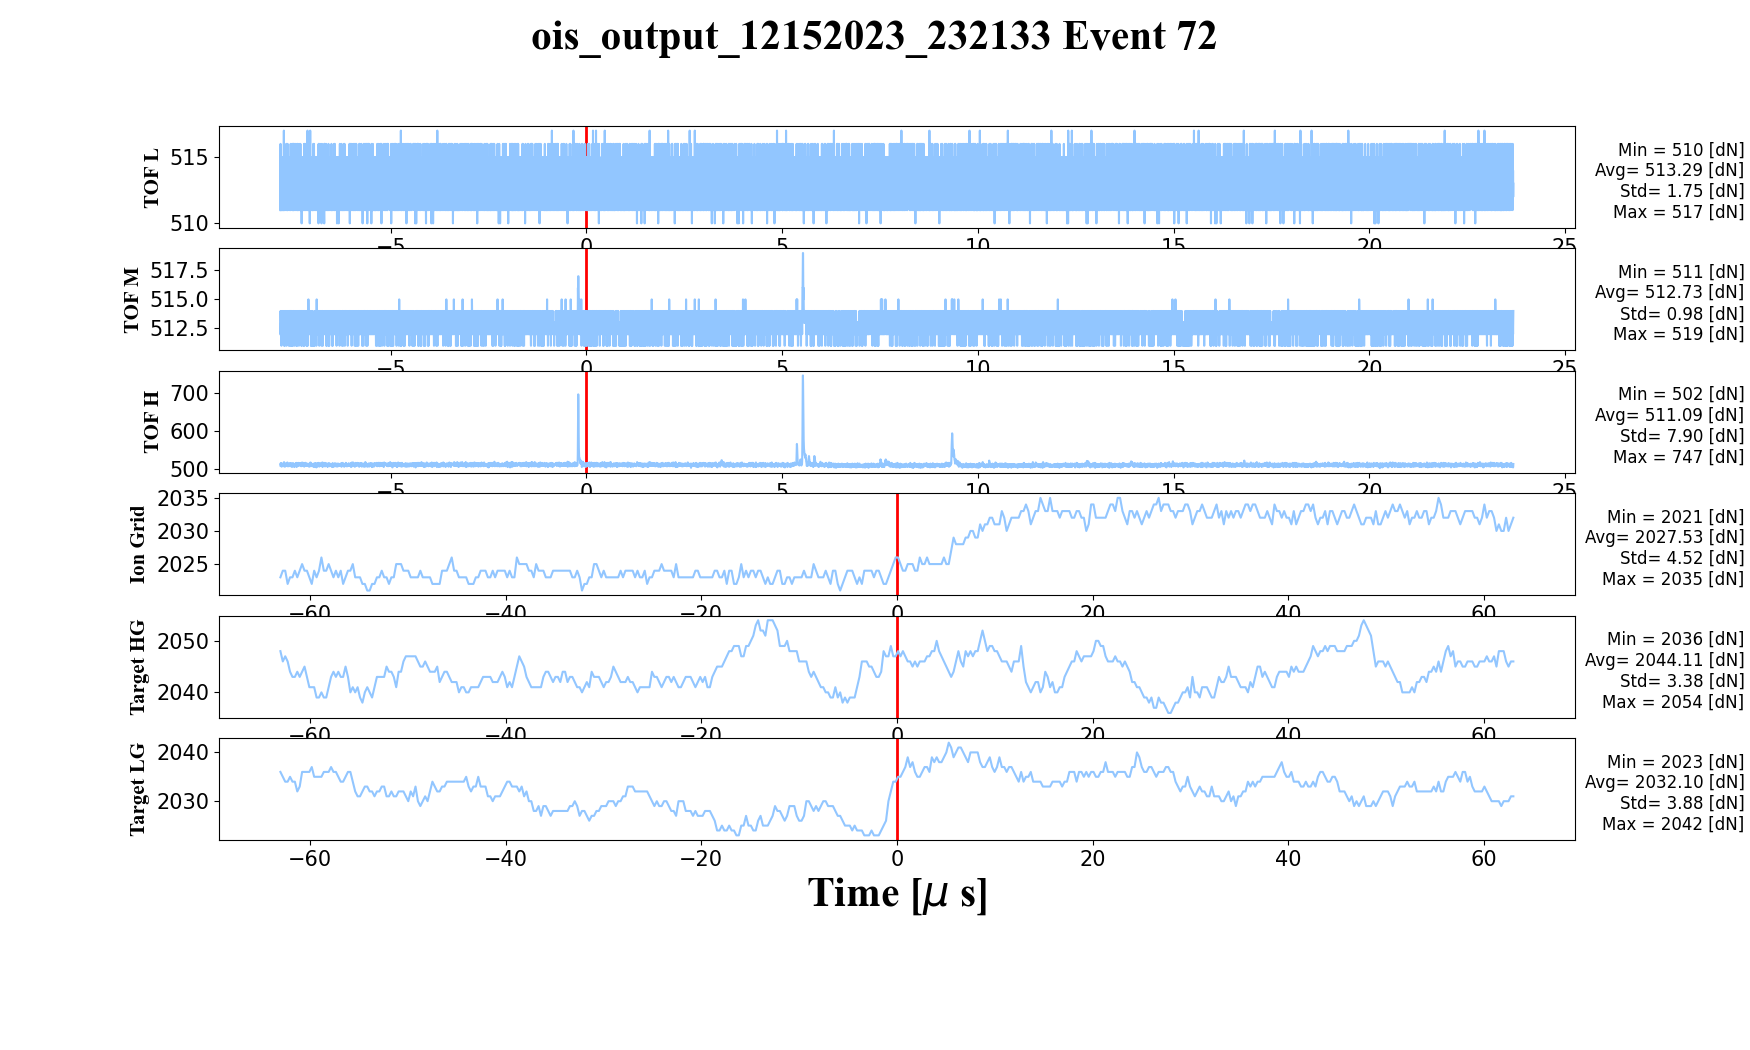 ois_output_12152023_232133 Event 72
TOF L
515
510
Min = 510 [dN]
Avg= 513.29 [dN]
Std= 1.75 [dN]
Max = 517 [dN]
−5 0 5 10 15 20 25
TOF M
517.5
515.0
512.5
Min = 511 [dN]
Avg= 512.73 [dN]
Std= 0.98 [dN]
Max = 519 [dN]
−5 0 5 10 15 20 25
TOF H
700
600
500
Min = 502 [dN]
Avg= 511.09 [dN]
Std= 7.90 [dN]
Max = 747 [dN]
−5 0 5 10 15 20 25
Ion Grid
2035
2030
2025
Min = 2021 [dN]
Avg= 2027.53 [dN]
Std= 4.52 [dN]
Max = 2035 [dN]
−60 −40 −20 0 20 40 60
Target HG
2050
2040
Min = 2036 [dN]
Avg= 2044.11 [dN]
Std= 3.38 [dN]
Max = 2054 [dN]
−60 −40 −20 0 20 40 60
Target LG
2040
2030
Min = 2023 [dN]
Avg= 2032.10 [dN]
Std= 3.88 [dN]
Max = 2042 [dN]
−60 −40 −20 0 20 40 60
Time [μ s]